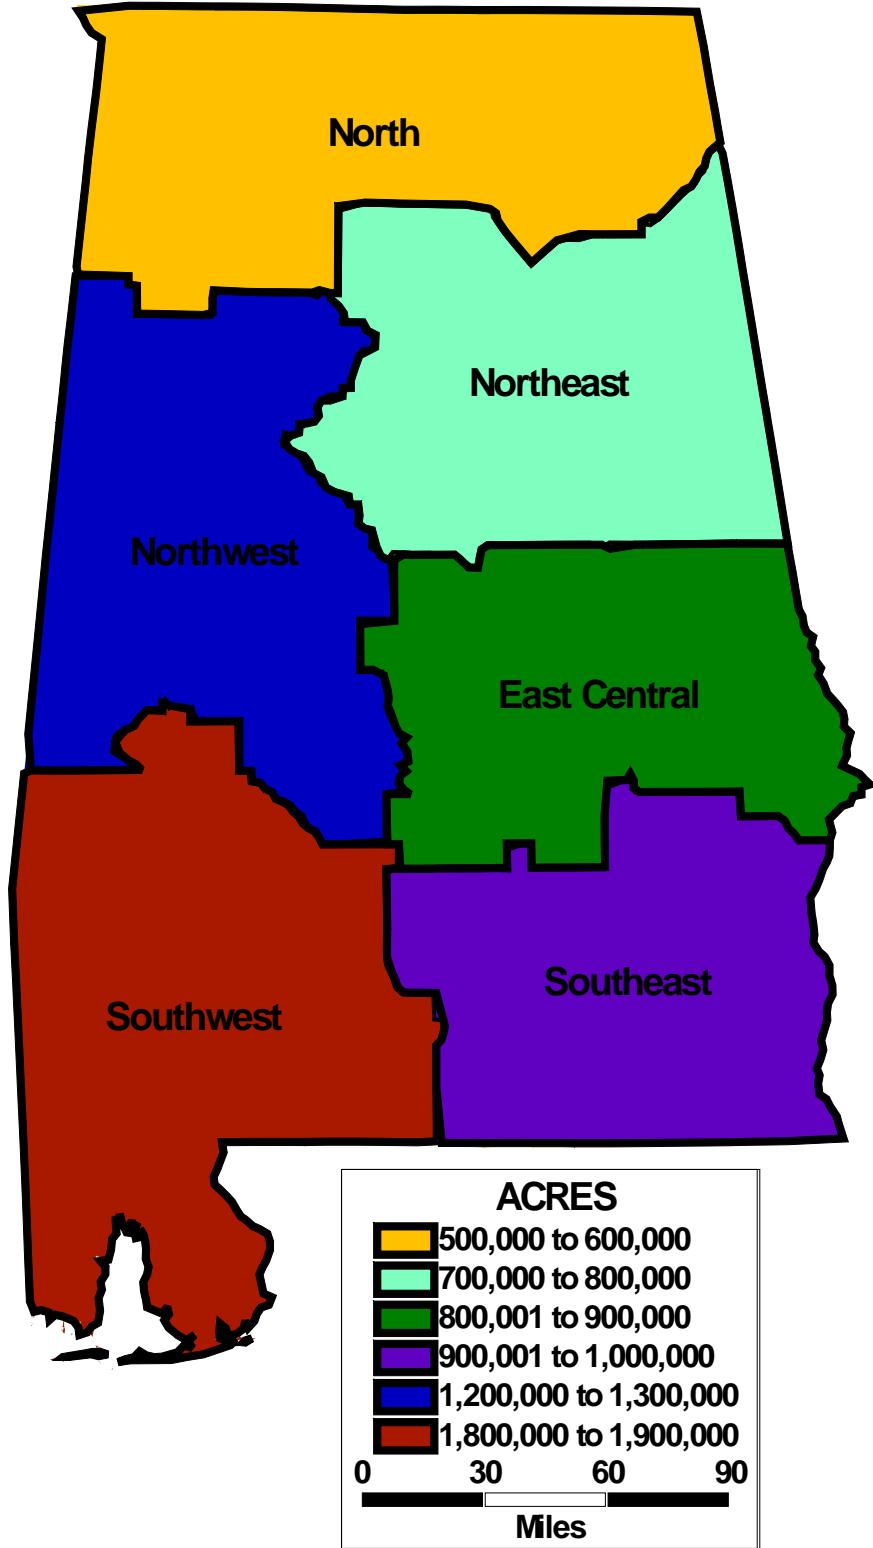 North
Northeast
Northwest
East Central
Southeast
Southwest
ACRES
500,000 to 600,000
700,000 to 800,000
800,001 to 900,000
900,001 to 1,000,000
1,200,000 to 1,300,000
1,800,000 to 1,900,000
0 30 60 90
Miles